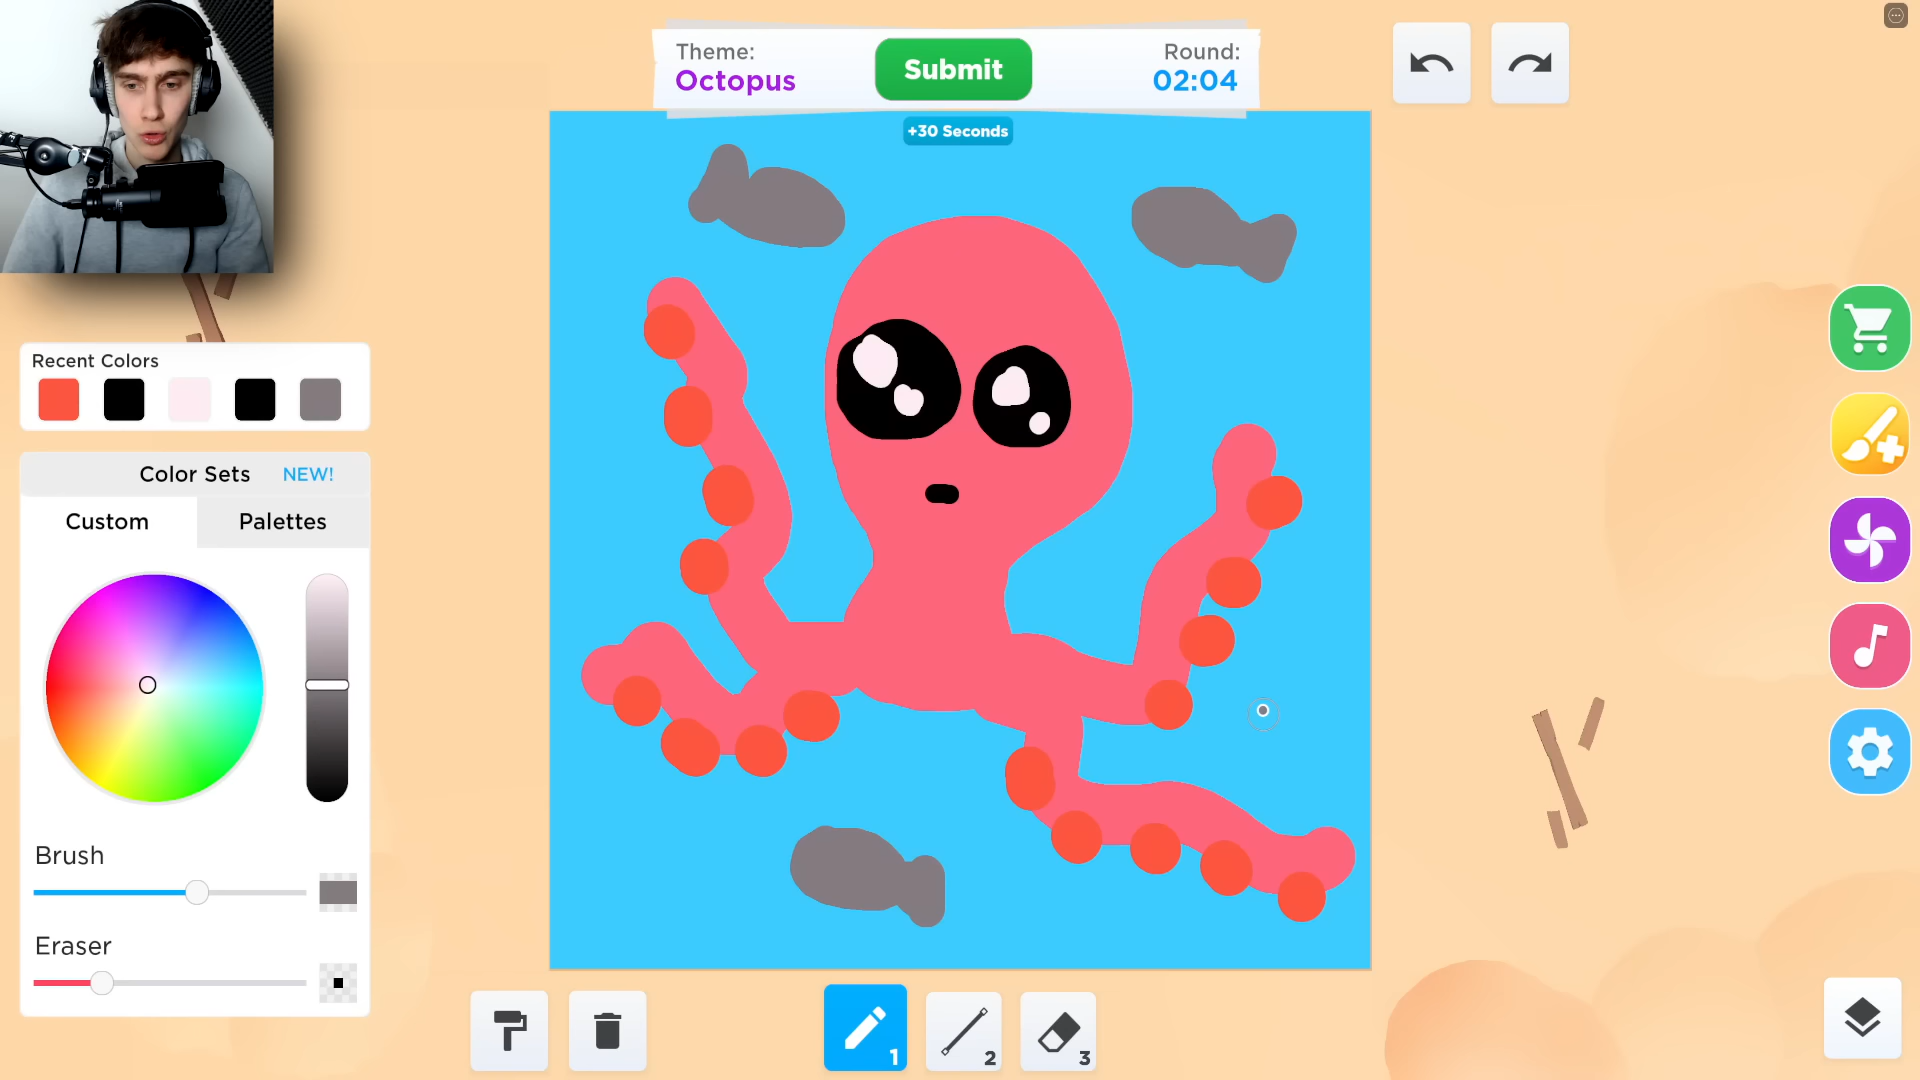 Theme:
Octopus
Submit
Round:
02:04
+30 Seconds
Recent Colors
Color Sets NEW!
Custom
Palettes
Brush
Eraser
1
2
3